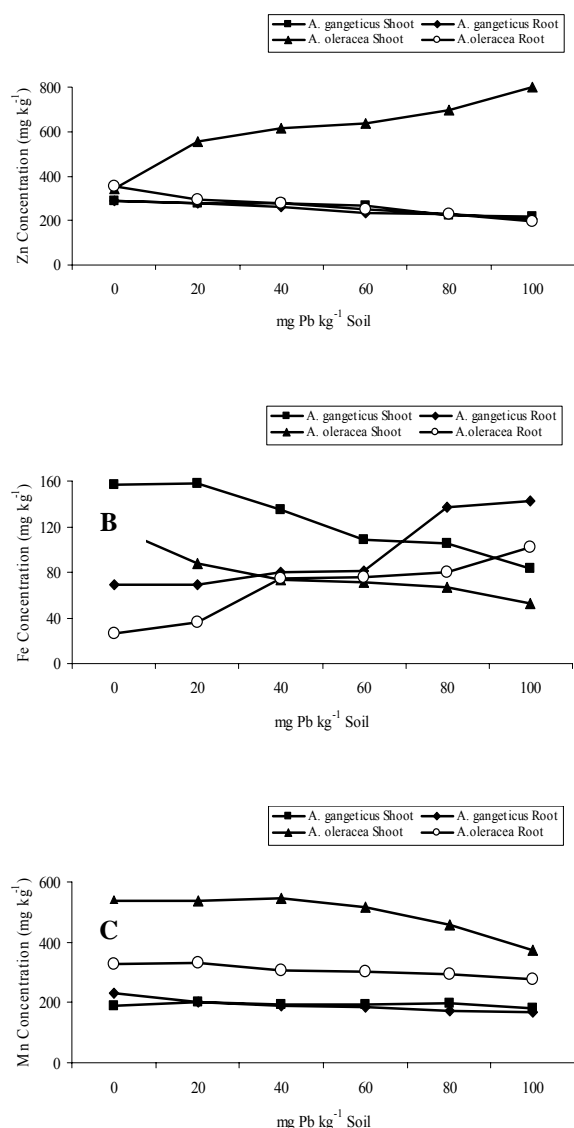 A. gangeticus Shoot A. gangeticus Root
A. oleracea Shoot A.oleracea Root
800
600
400
200
0
Zn Concentration (mg kg-1)
0 20 40 60 80 100
mg Pb kg-1 Soil
A. gangeticus Shoot A. gangeticus Root
A. oleracea Shoot A.oleracea Root
160
120
80
40
0
Fe Concentration (mg kg-1)
B
0 20 40 60 80 100
mg Pb kg-1 Soil
A. gangeticus Shoot A. gangeticus Root
A. oleracea Shoot A.oleracea Root
600
400
200
0
Mn Concentration (mg kg-1)
C
0 20 40 60 80 100
mg Pb kg-1 Soil